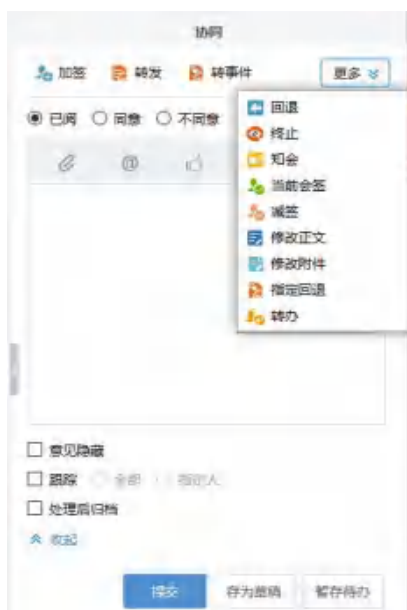 协同
加签 转发 转事件 更多
已阅 同意 不同意
@
回退
终止
知会
当前会签
减签
修改正文
修改附件
指定回退
转办
意见隐藏
跟踪 全部 指定人
处理后归档
收起
提交 存为草稿 暂存待办